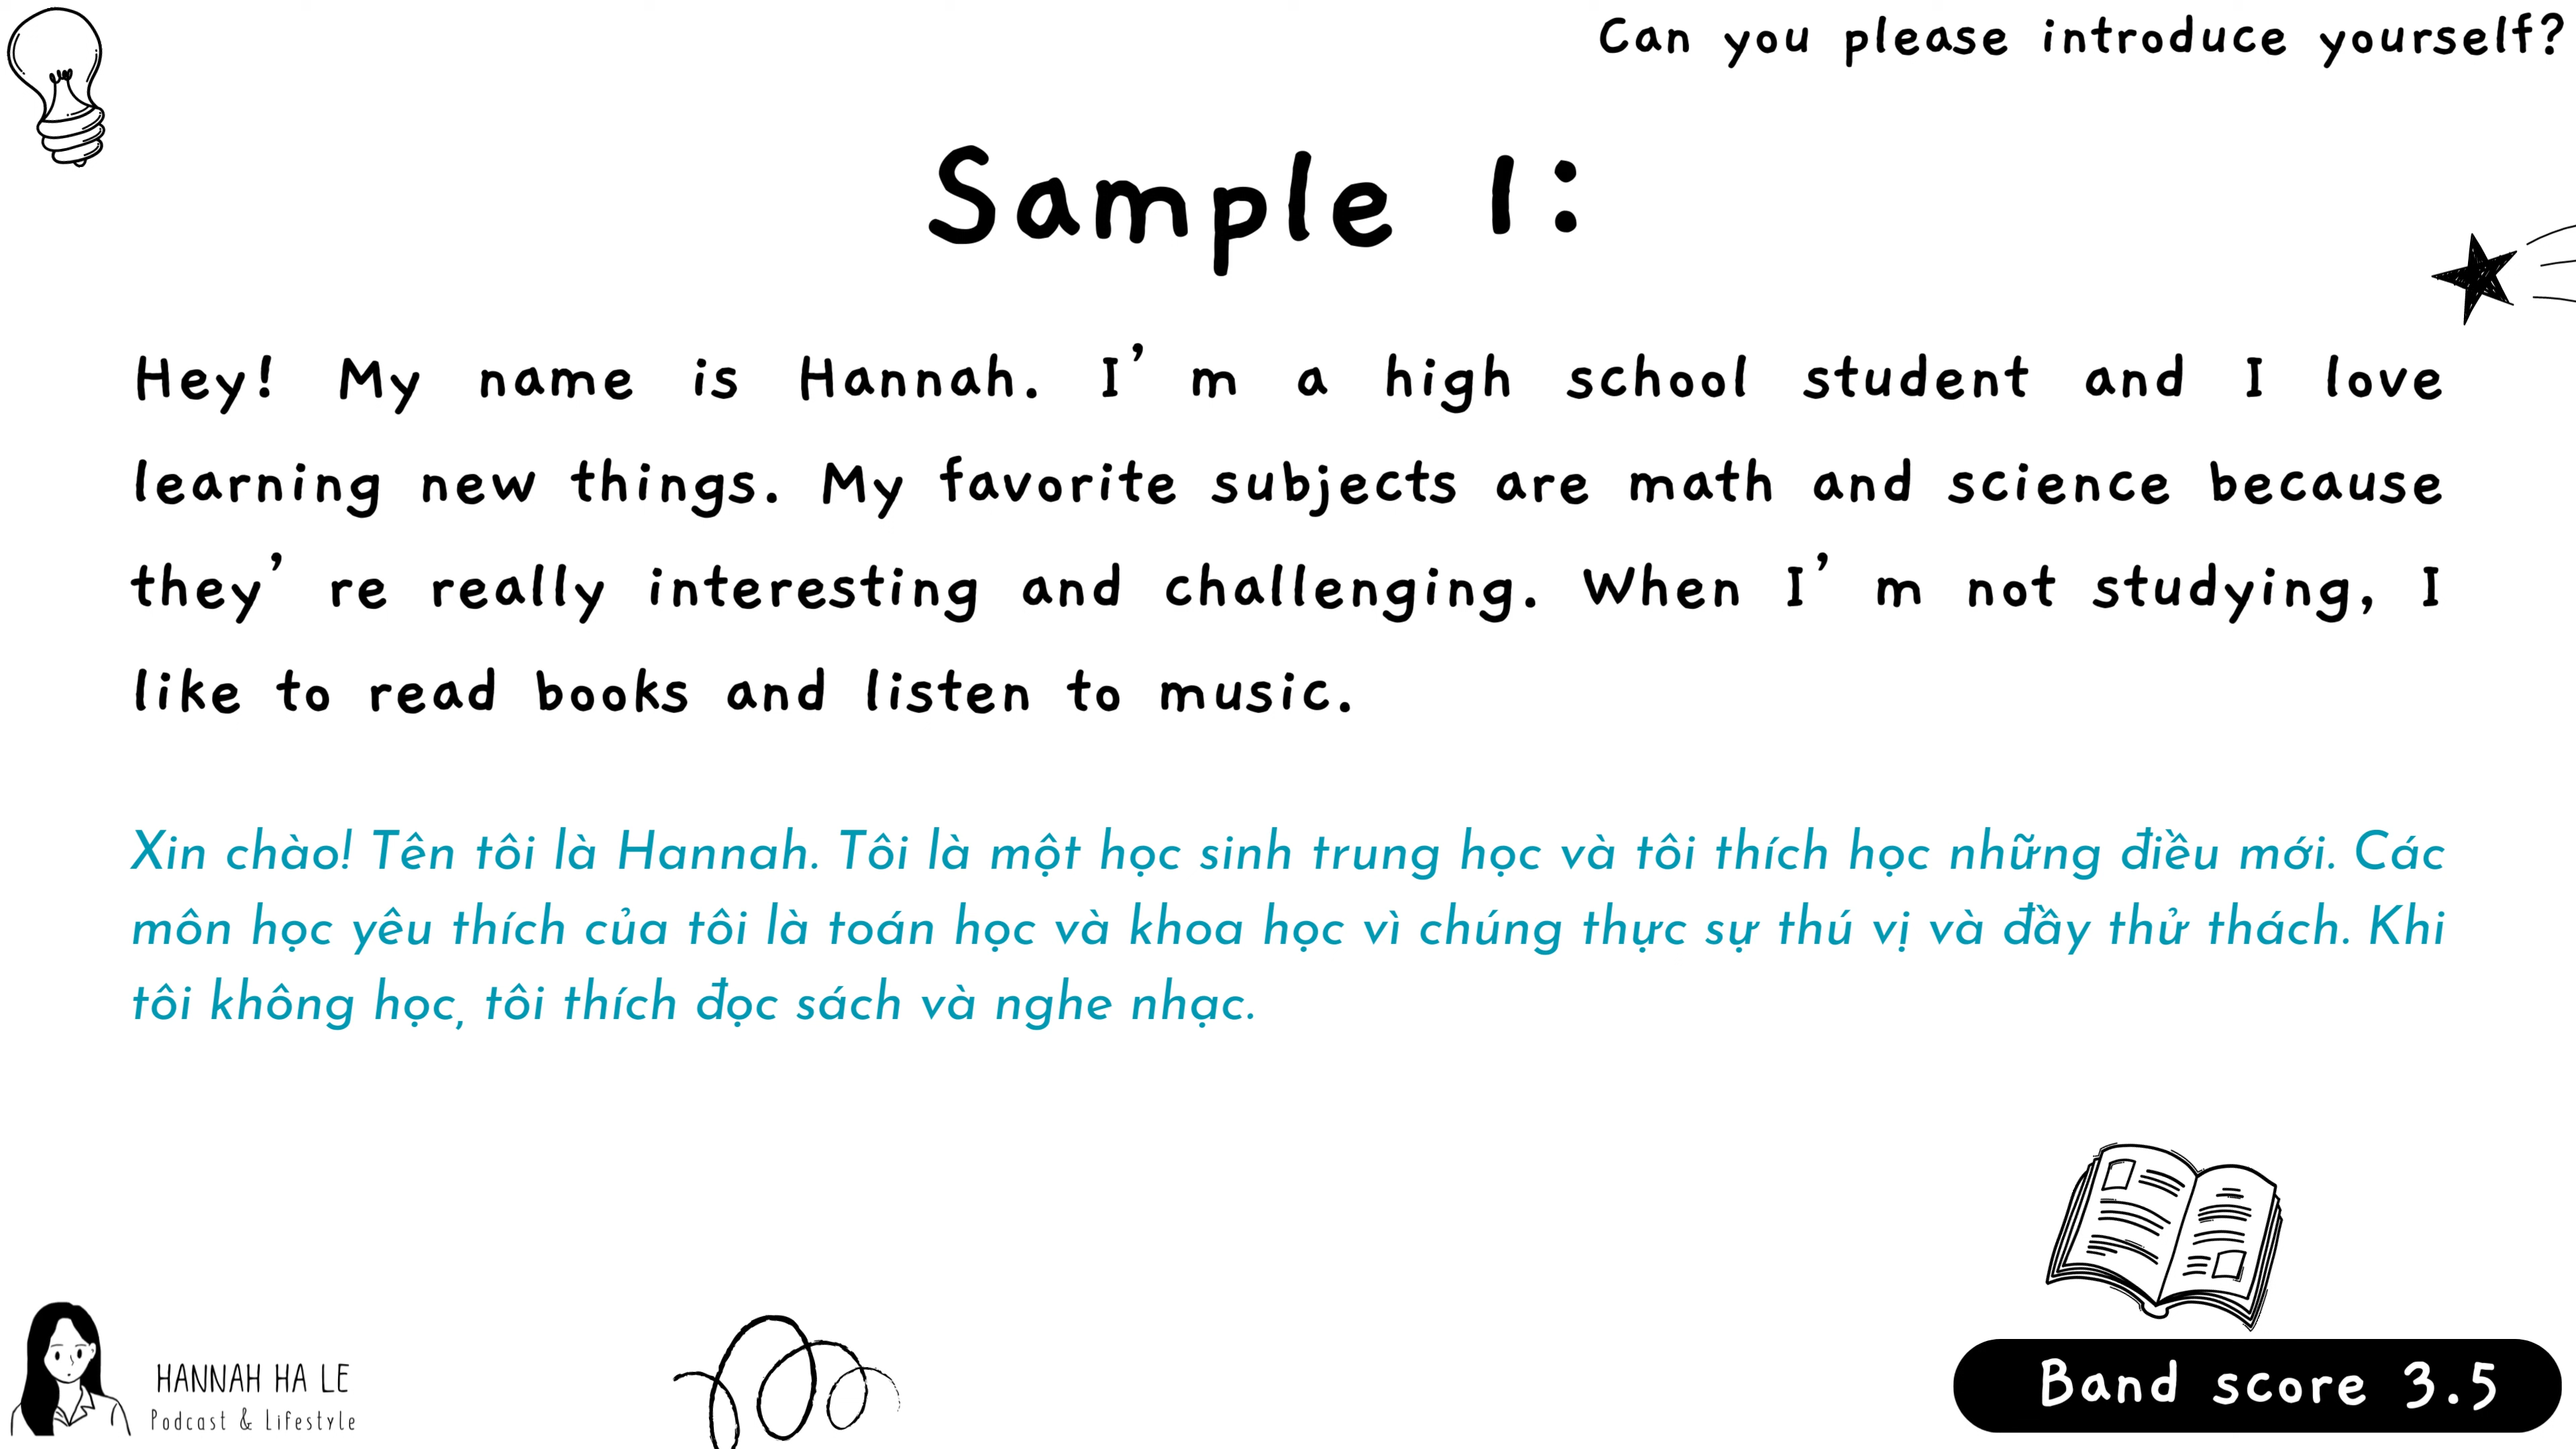 Can you please introduce yourself?
Sample 1:
Hey! My name is Hannah. I’ m a high school student and I love
learning new things. My favorite subjects are math and science because
they’ re really interesting and challenging. When I’ m not studying, I
like to read books and listen to music.
Xin chào! Tên tôi là Hannah. Tôi là một học sinh trung học và tôi thích học những điều mới. Các
môn học yêu thích của tôi là toán học và khoa học vì chúng thực sự thú vị và đầy thử thách. Khi
tôi không học, tôi thích đọc sách và nghe nhạc.
HANNAH HA LE
Podcast & Lifestyle
Band score 3.5